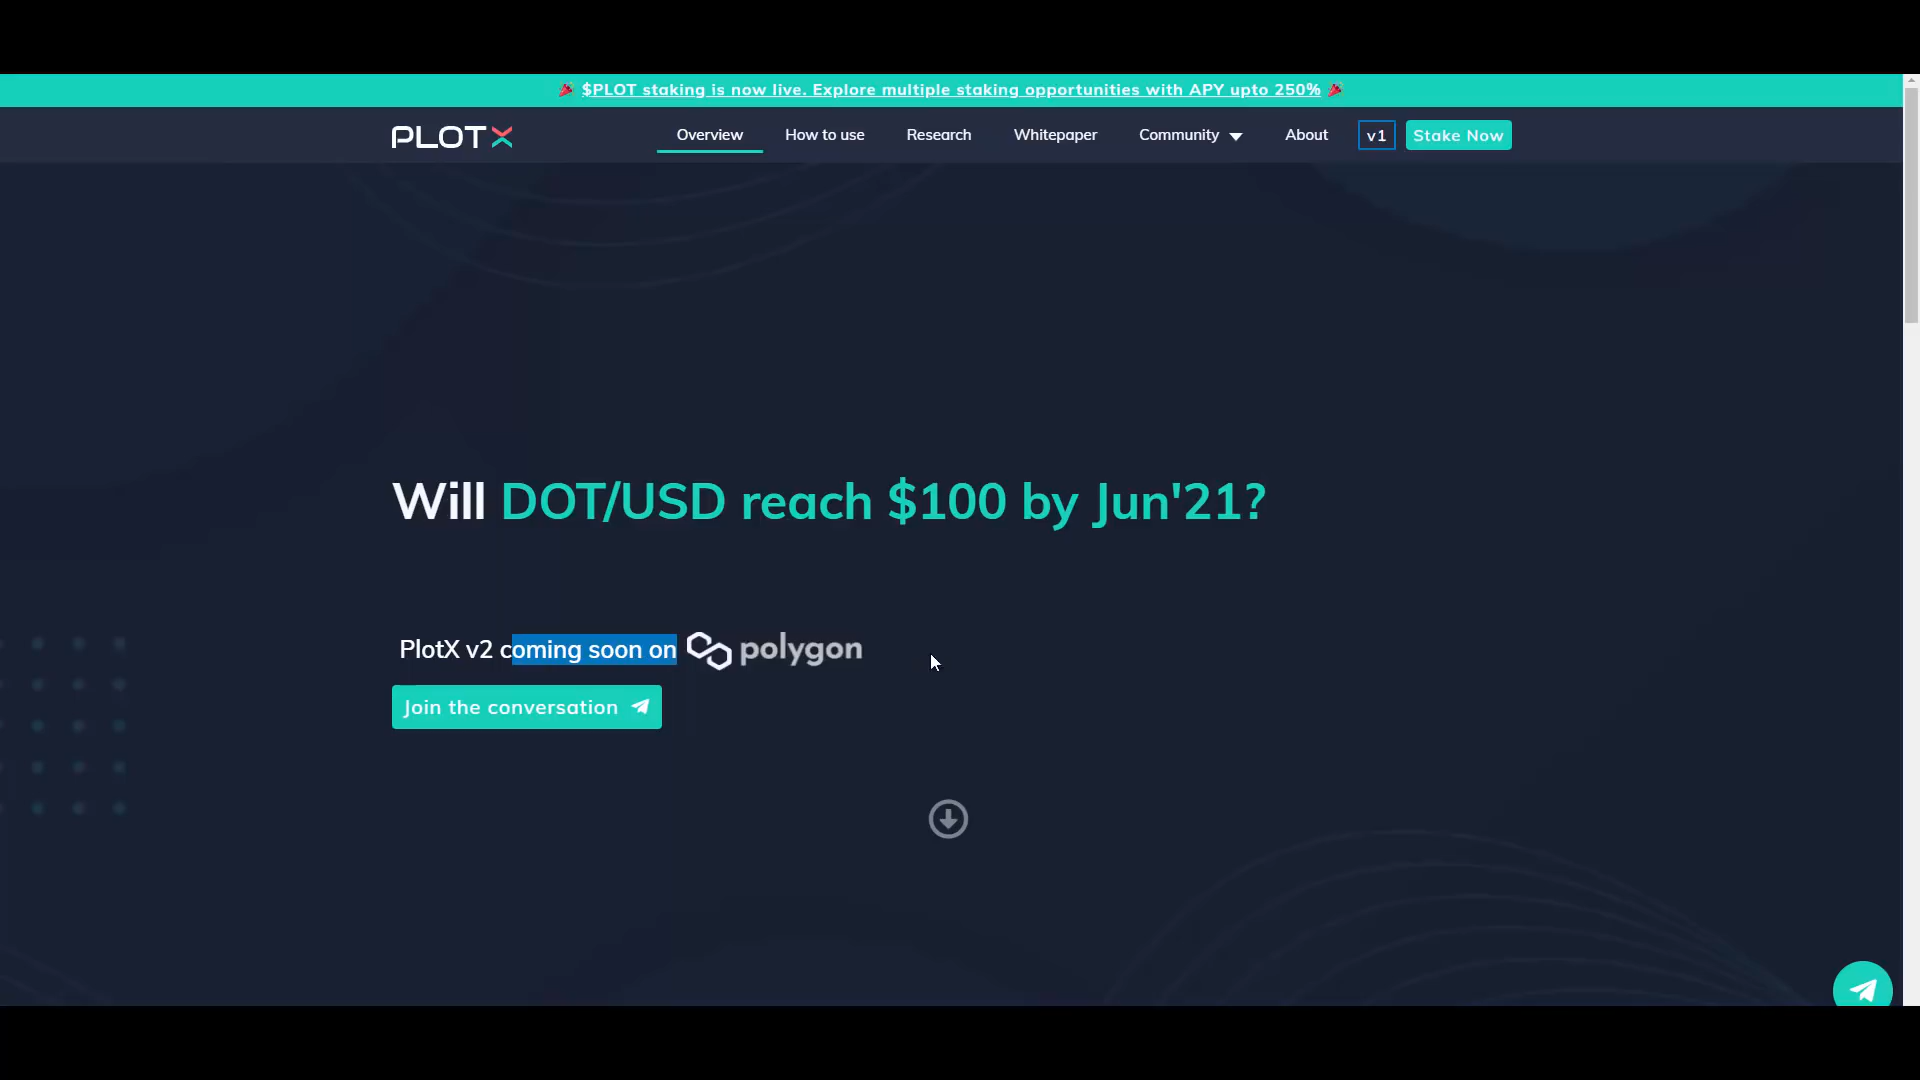 $PLOT staking is now live. Explore multiple staking opportunities with APY upto 250%
PLOTX Overview How to use Research Whitepaper Community About v1 Stake Now
Will DOT/USD reach $100 by Jun'21?
PlotX v2 coming soon on polygon
Join the conversation